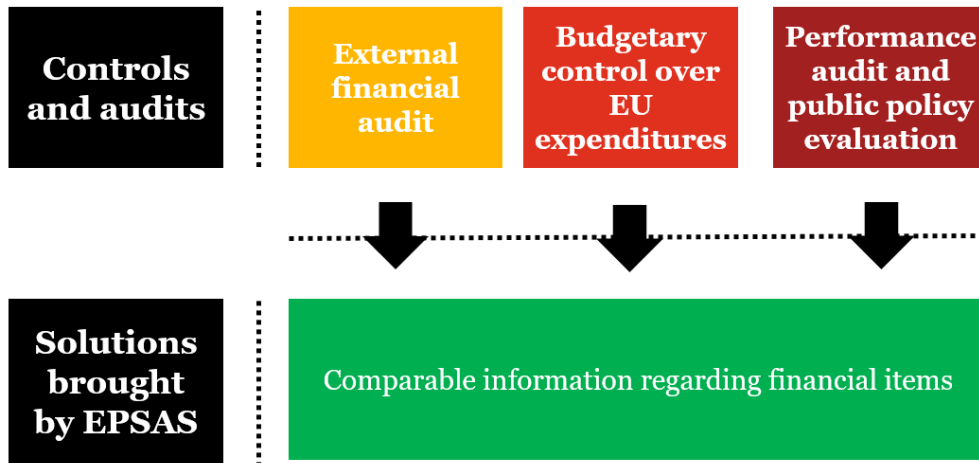 Controls
and audits
External
financial
audit
Budgetary
control over
EU
expenditures
Performance
audit and
public policy
evaluation
Solutions
brought
by EPSAS
Comparable information regarding financial items